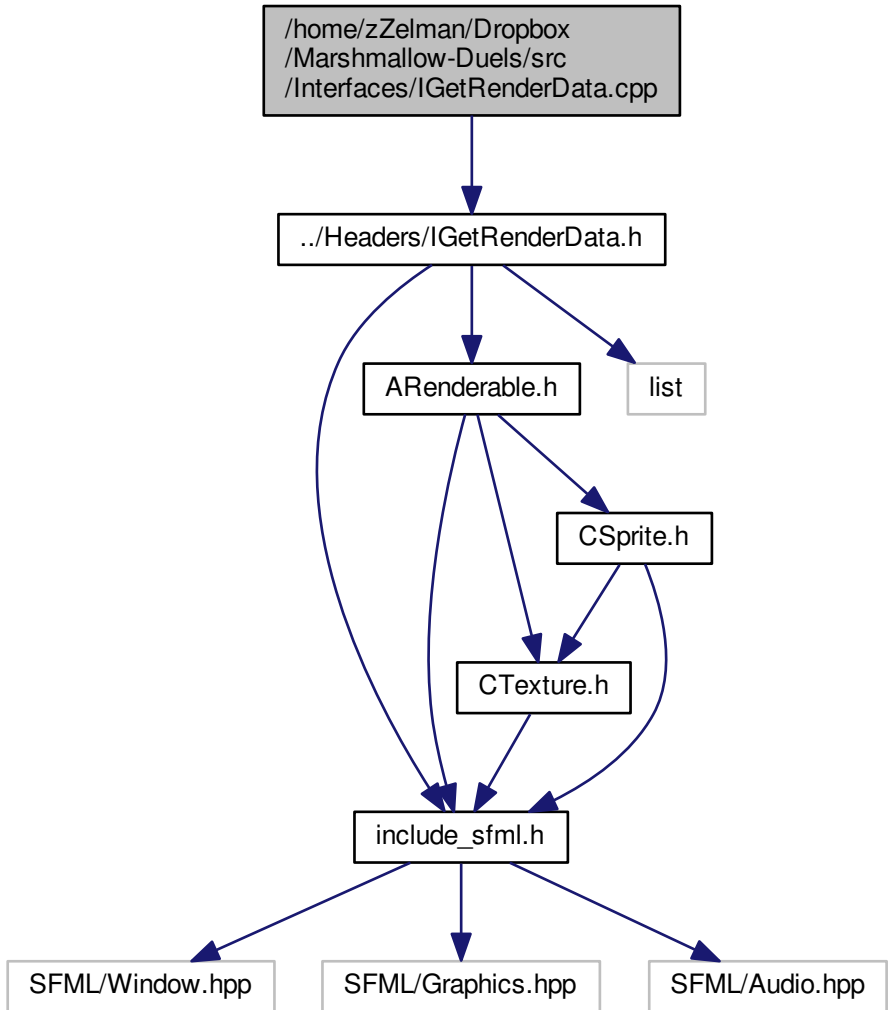 /home/zZelman/Dropbox
/Marshmallow-Duels/src
/Interfaces/IGetRenderData.cpp
../Headers/IGetRenderData.h
ARenderable.h
list
CSprite.h
CTexture.h
include_sfml.h
SFML/Window.hpp
SFML/Graphics.hpp
SFML/Audio.hpp